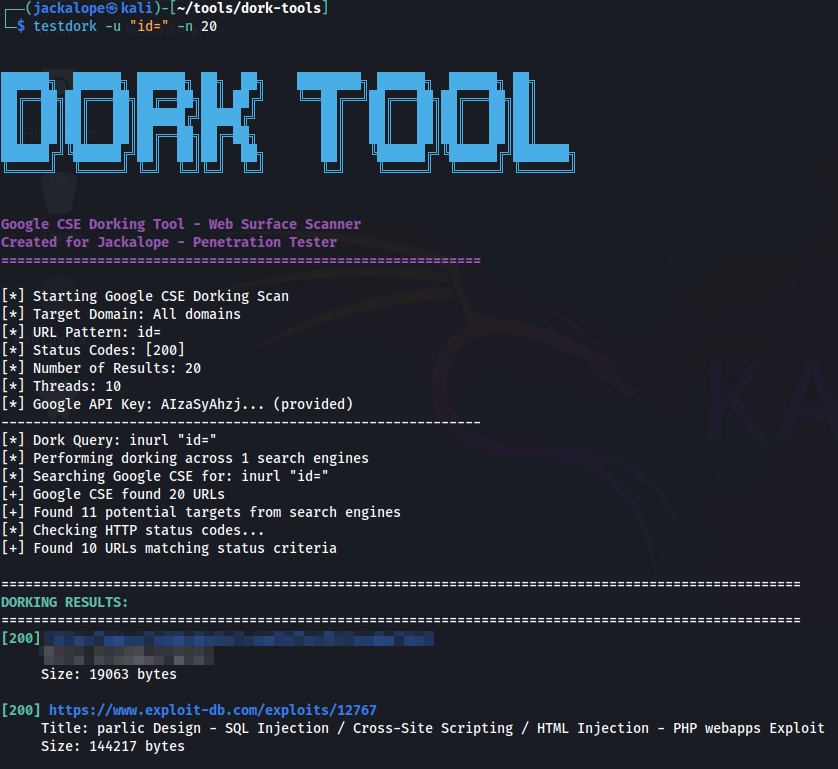 ┌──(jackalope㉿kali)-[~/tools/dork-tools]
└─$ testdork -u "id=" -n 20
DORK TOOL
Google CSE Dorking Tool - Web Surface Scanner
Created for Jackalope - Penetration Tester
============================================================
[*] Starting Google CSE Dorking Scan
[*] Target Domain: All domains
[*] URL Pattern: id=
[*] Status Codes: [200]
[*] Number of Results: 20
[*] Threads: 10
[*] Google API Key: AIzaSyAhzj... (provided)
------------------------------------------------------------
[*] Dork Query: inurl "id="
[*] Performing dorking across 1 search engines
[*] Searching Google CSE for: inurl "id="
[+] Google CSE found 20 URLs
[+] Found 11 potential targets from search engines
[*] Checking HTTP status codes...
[+] Found 10 URLs matching status criteria
====================================================================================================
DORKING RESULTS:
====================================================================================================
[200]
Size: 19063 bytes
[200] https://www.exploit-db.com/exploits/12767
Title: parlic Design - SQL Injection / Cross-Site Scripting / HTML Injection - PHP webapps Exploit
Size: 144217 bytes
KA